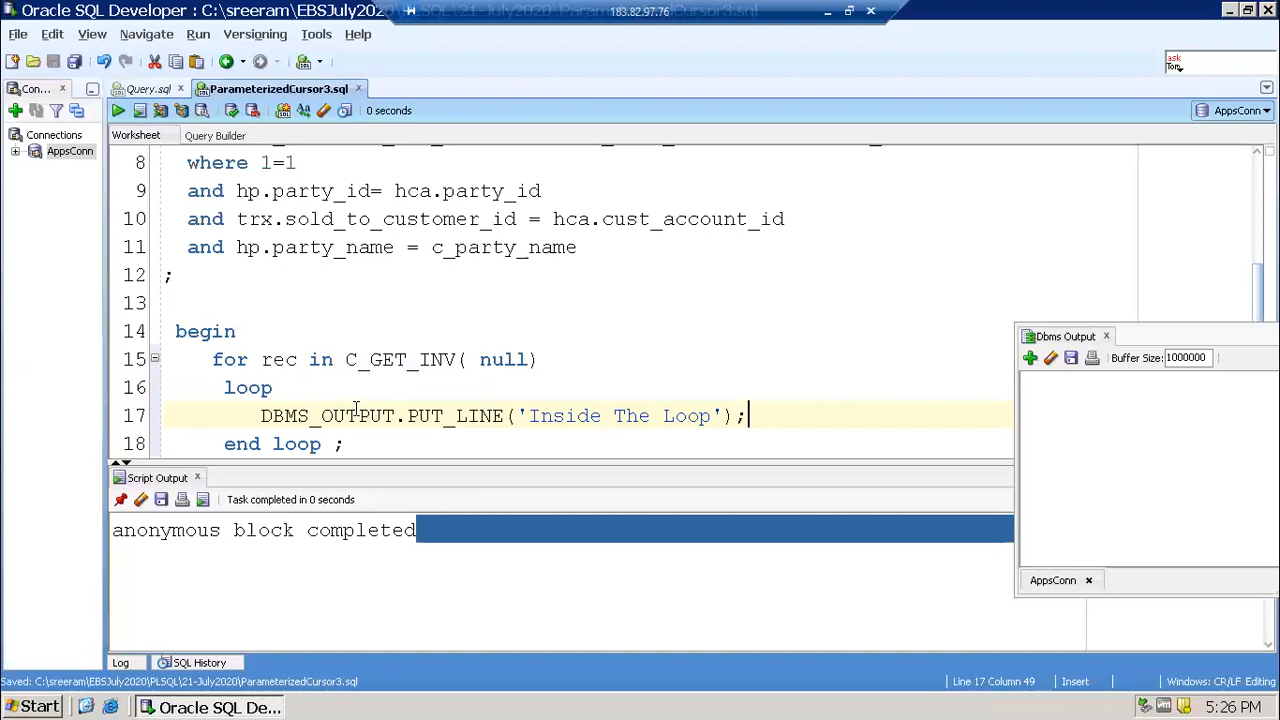 Oracle SQL Developer : C:\sreeram\EBSJuly2020\PLSQL\21-July2020\ParameterizedCursor3.sql
183.82.97.76
File Edit View Navigate Run Versioning Tools Help
ask
Tom
Con...
Query.sql
ParameterizedCursor3.sql
0 seconds
AppsConn
Connections
AppsConn
Worksheet Query Builder
8 where 1=1
9 and hp.party_id= hca.party_id
10 and trx.sold_to_customer_id = hca.cust_account_id
11 and hp.party_name = c_party_name
12 ;
13
14 begin
15 for rec in C_GET_INV( null)
16 loop
17 DBMS_OUTPUT.PUT_LINE('Inside The Loop');
18 end loop ;
Dbms Output
Buffer Size: 1000000
AppsConn
Script Output
Task completed in 0 seconds
anonymous block completed
Log SQL History
Saved: C:\sreeram\EBSJuly2020\PLSQL\21-July2020\ParameterizedCursor3.sql
Line 17 Column 49 Insert Windows: CR/LF Editing
Start Oracle SQL De... 5:26 PM